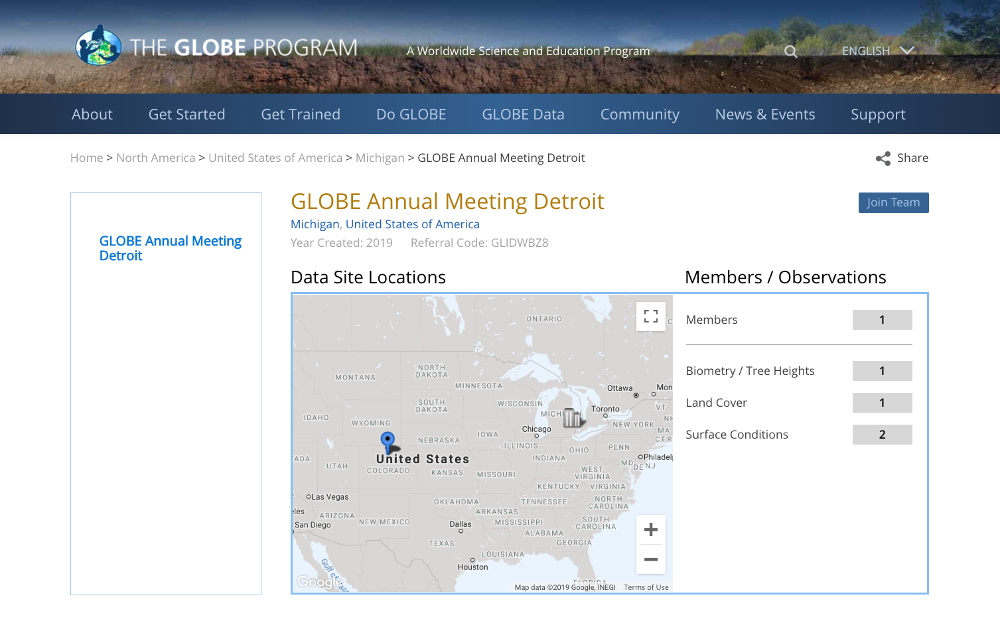 THE GLOBE PROGRAM
A Worldwide Science and Education Program
ENGLISH
About Get Started Get Trained Do GLOBE GLOBE Data Community News & Events Support
Home > North America > United States of America > Michigan > GLOBE Annual Meeting Detroit
Share
GLOBE Annual Meeting
Detroit
GLOBE Annual Meeting Detroit
Join Team
Michigan, United States of America
Year Created: 2019 Referral Code: GLIDWBZ8
Data Site Locations
Members / Observations
ONTARIO
NORTH
DAKOTA
MONTANA
MINNESOTA
Ottawa
Mon
SOUTH
DAKOTA
WISCONSIN
MICH
Toronto
VT
NH
IDAHO
WYOMING
NEW YORK
MA
CT R
Chicago
IOWA
NEBRASKA
ILLINOIS
OHIO
PENN
INDIANA
Philadel
United States
ADA
UTAH
COLORADO
KANSAS
MISSOURI
WEST
VIRGINIA
MD
DE NJ
KENTUCKY
VIRGINIA
Las Vegas
OKLAHOMA
TENNESSEE
NORTH
CAROLINA
eles
ARIZONA
NEW MEXICO
ARKANSAS
MISSISSIPPI
SOUTH
CAROLINA
San Diego
Dallas
ALABAMA
TEXAS
GEORGIA
LOUISIANA
Houston
Gulf of
Google
FLORIDA
Map data ©2019 Google, INEGI Terms of Use
Members 1
Biometry / Tree Heights 1
Land Cover 1
Surface Conditions 2